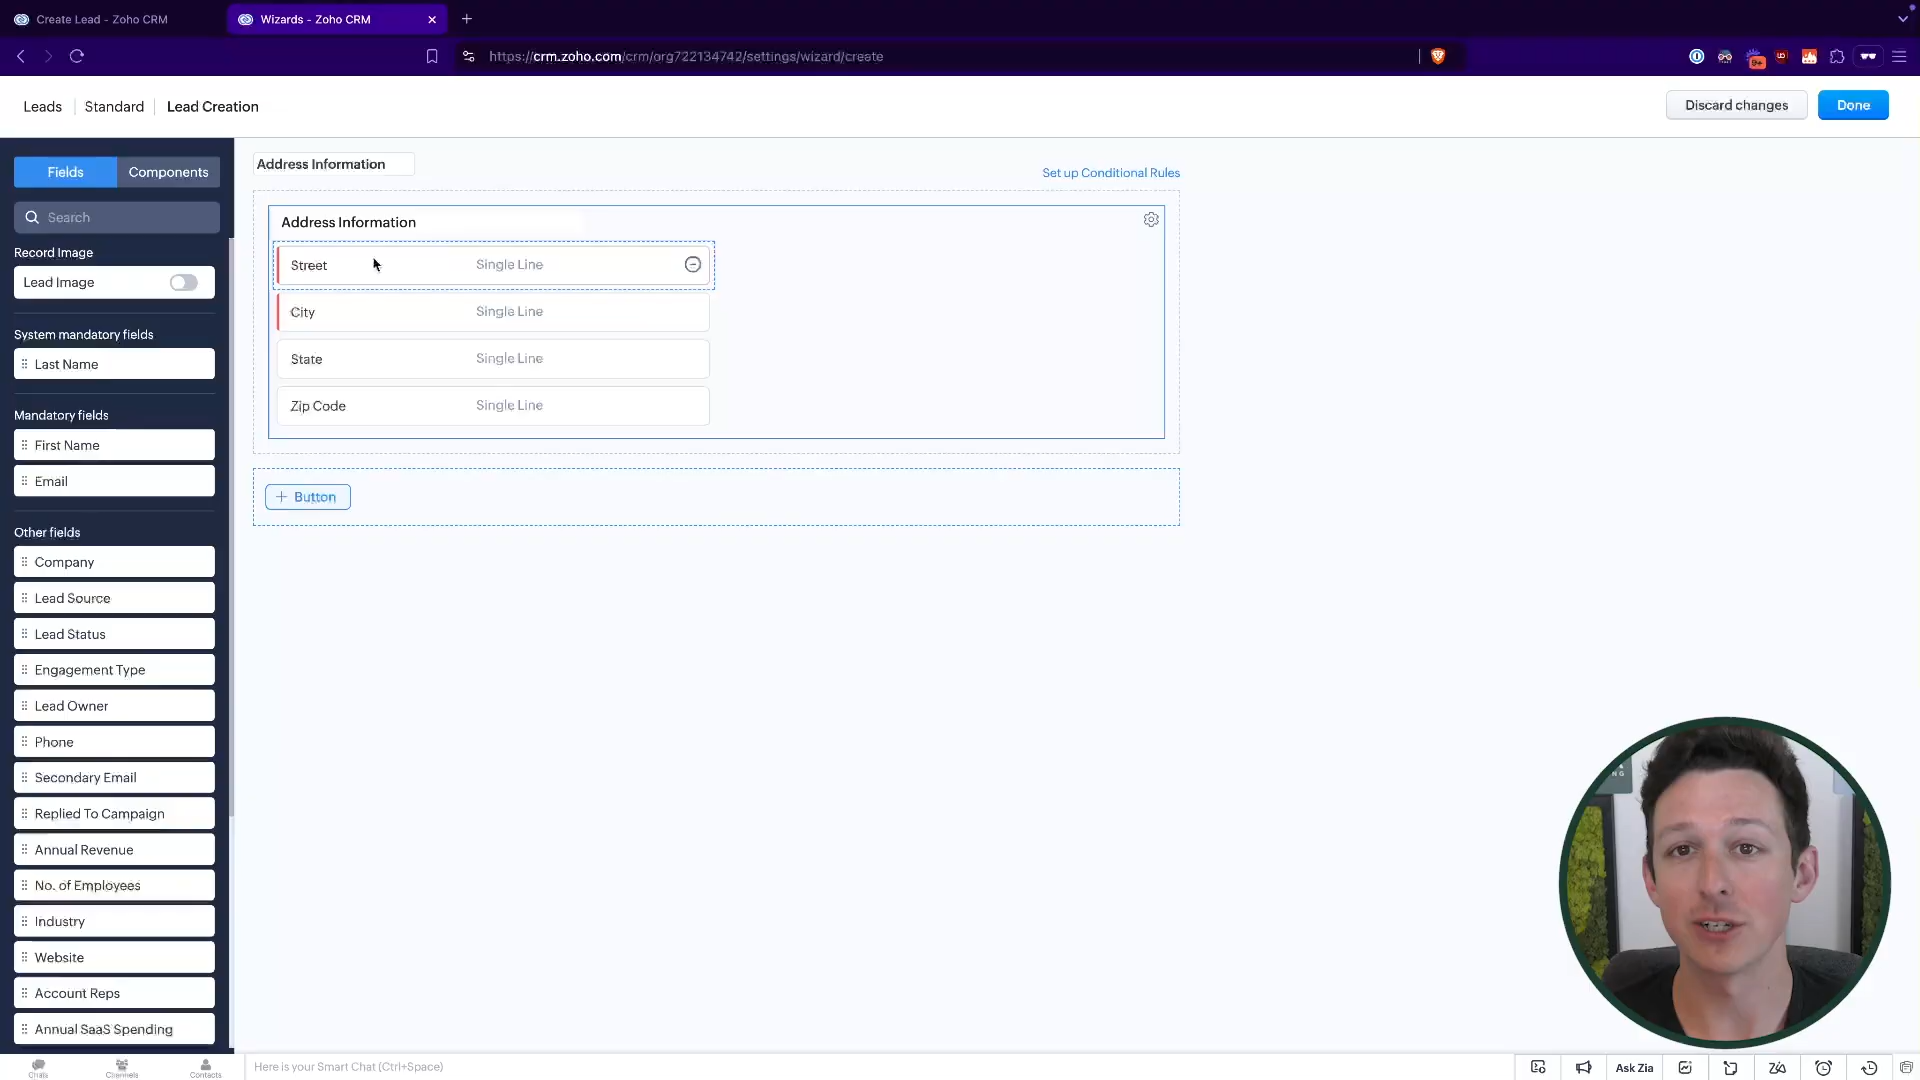 Create Lead - Zoho CRM
Wizards - Zoho CRM
https://crm.zoho.com/crm/org722134742/settings/wizard/create
9+
Leads
Standard
Lead Creation
Discard changes
Done
Fields
Components
Search
Record Image
Lead Image
System mandatory fields
Last Name
Mandatory fields
First Name
Email
Other fields
Company
Lead Source
Lead Status
Engagement Type
Lead Owner
Phone
Secondary Email
Replied To Campaign
Annual Revenue
No. of Employees
Industry
Website
Account Reps
Annual SaaS Spending
Address Information
Set up Conditional Rules
Address Information
Street Single Line
City Single Line
State Single Line
Zip Code Single Line
+ Button
Chats
Channels
Contacts
Here is your Smart Chat (Ctrl+Space)
Ask Zia